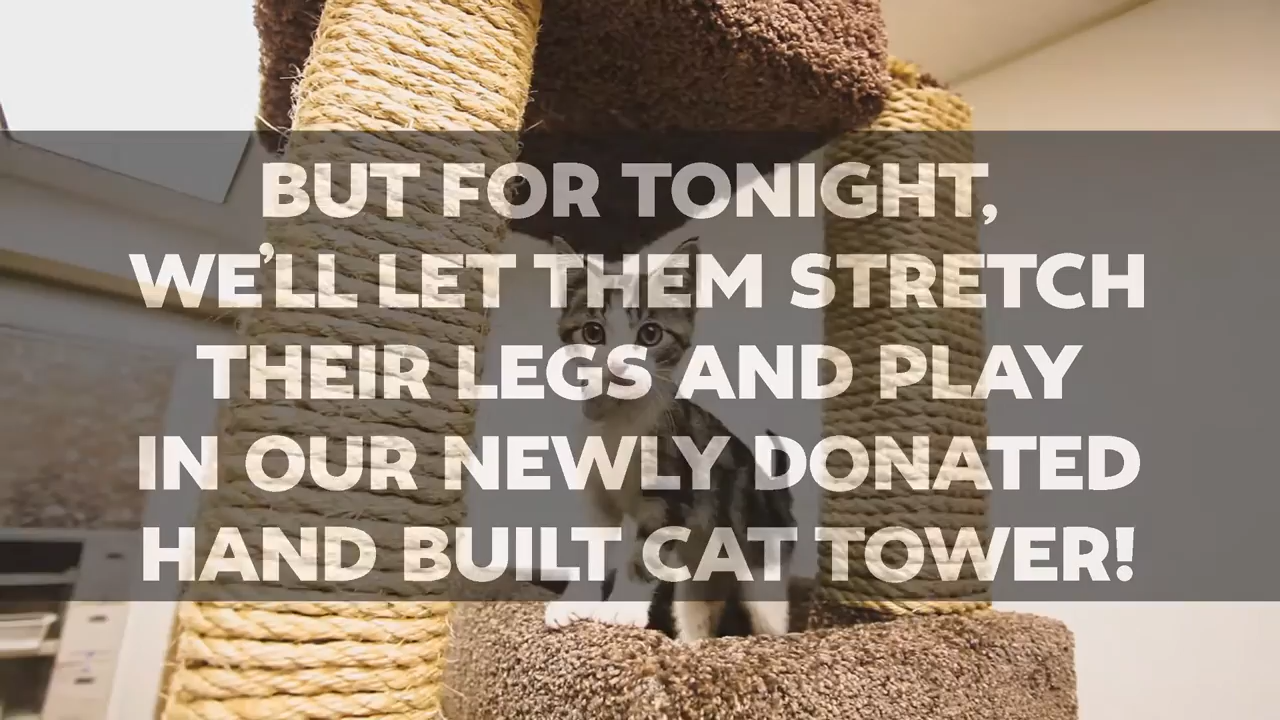 BUT FOR TONIGHT,
WE'LL LET THEM STRETCH
THEIR LEGS AND PLAY
IN OUR NEWLY DONATED
HAND BUILT CAT TOWER!